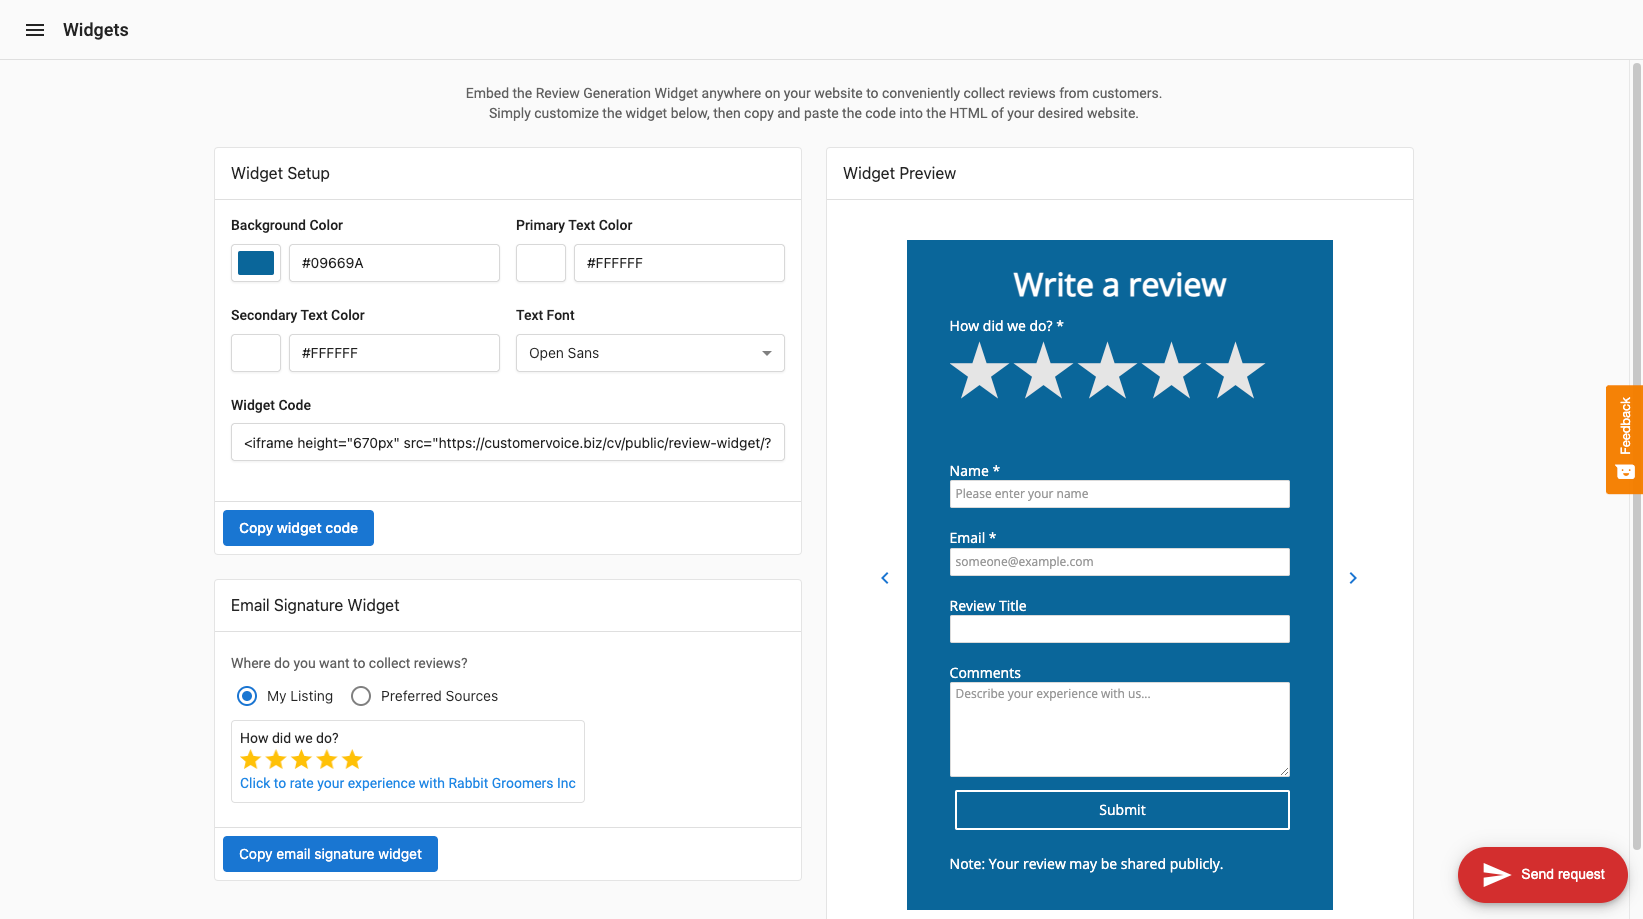 Widgets
Embed the Review Generation Widget anywhere on your website to conveniently collect reviews from customers.
Simply customize the widget below, then copy and paste the code into the HTML of your desired website.
Widget Setup
Background Color
Primary Text Color
#09669A
#FFFFFF
Secondary Text Color
Text Font
#FFFFFF
Open Sans
Widget Code
<iframe height="670px" src="https://customervoice.biz/cv/public/review-widget/?
Copy widget code
Email Signature Widget
Where do you want to collect reviews?
My Listing
Preferred Sources
How did we do?
Click to rate your experience with Rabbit Groomers Inc
Copy email signature widget
Widget Preview
Write a review
How did we do? *
Name *
Please enter your name
Email *
someone@example.com
Review Title
Comments
Describe your experience with us...
Submit
Note: Your review may be shared publicly.
Feedback
Send request